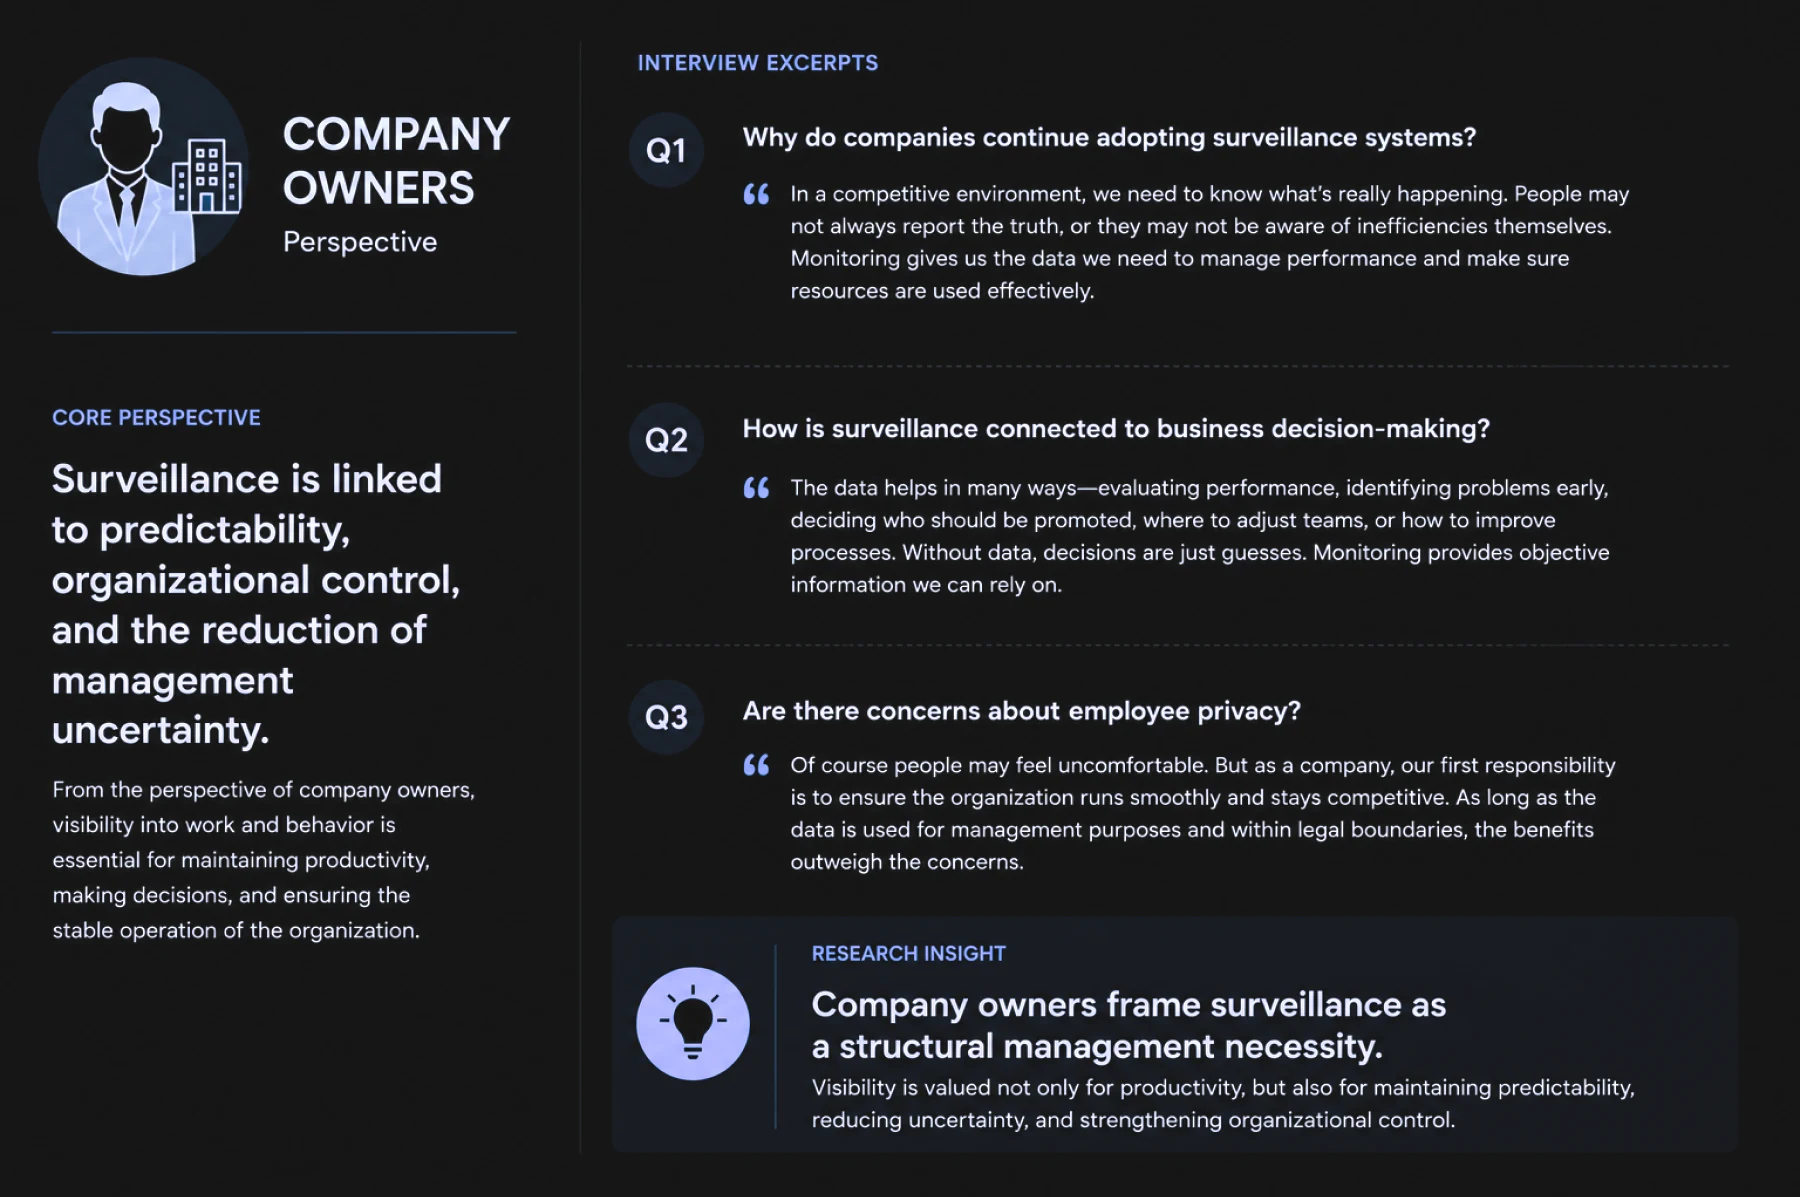 COMPANY
OWNERS
Perspective
CORE PERSPECTIVE
Surveillance is linked
to predictability,
organizational control,
and the reduction of
management
uncertainty.
From the perspective of company owners,
visibility into work and behavior is
essential for maintaining productivity,
making decisions, and ensuring the
stable operation of the organization.
INTERVIEW EXCERPTS
Q1
Why do companies continue adopting surveillance systems?
“ In a competitive environment, we need to know what’s really happening. People may
not always report the truth, or they may not be aware of inefficiencies themselves.
Monitoring gives us the data we need to manage performance and make sure
resources are used effectively.
Q2
How is surveillance connected to business decision-making?
“ The data helps in many ways—evaluating performance, identifying problems early,
deciding who should be promoted, where to adjust teams, or how to improve
processes. Without data, decisions are just guesses. Monitoring provides objective
information we can rely on.
Q3
Are there concerns about employee privacy?
“ Of course people may feel uncomfortable. But as a company, our first responsibility
is to ensure the organization runs smoothly and stays competitive. As long as the
data is used for management purposes and within legal boundaries, the benefits
outweigh the concerns.
RESEARCH INSIGHT
Company owners frame surveillance as
a structural management necessity.
Visibility is valued not only for productivity, but also for maintaining predictability,
reducing uncertainty, and strengthening organizational control.